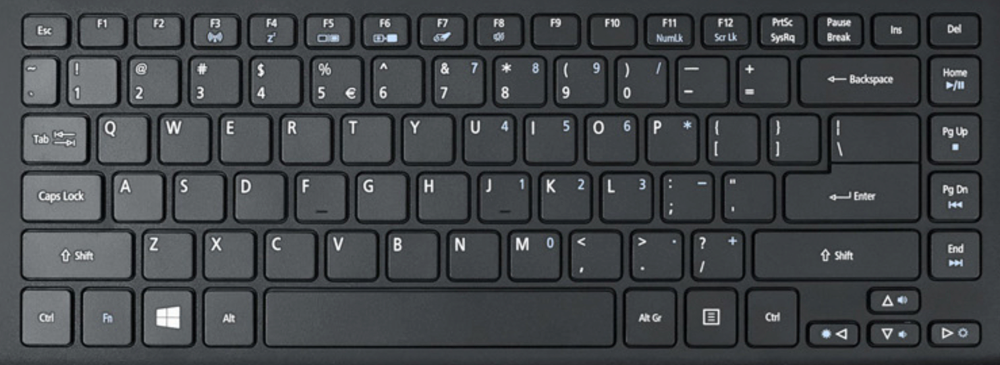 Esc F1 F2 F3 F4 F5 F6 F7 F8 F9 F10 F11 F12 PrtSc Pause Ins Del
zᶻ NumLk Scr Lk SysRq Break
~ ! @ # $ % ^ & 7 * 8 ( 9 ) / — + Backspace Home
. 1 2 3 4 5 € 6 7 8 9 0 - =
Tab Q W E R T Y U 4 I 5 O 6 P * { } | Pg Up
[ ] \
Caps Lock A S D F G H J 1 K 2 L 3 : - " Enter Pg Dn
; '
Shift Z X C V B N M 0 < > . ? + Shift End
, . /
Ctrl Fn Alt Alt Gr Ctrl